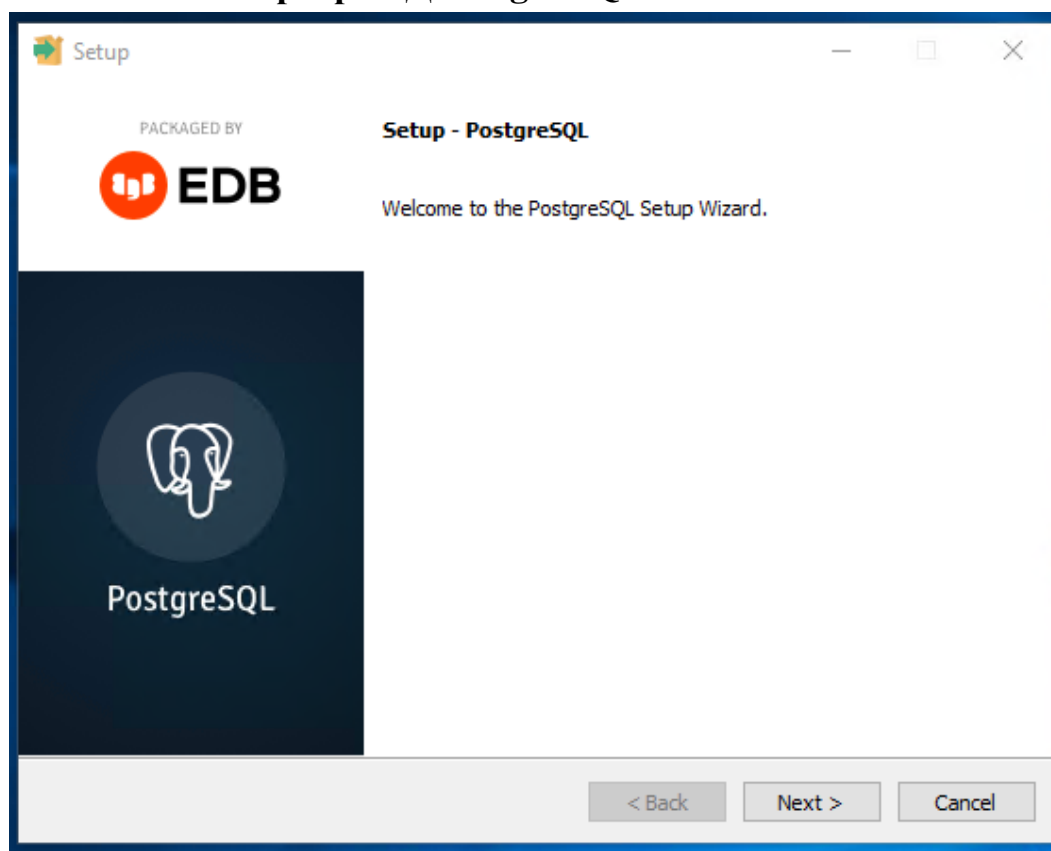 Setup
PACKAGED BY
EDB
Setup - PostgreSQL
Welcome to the PostgreSQL Setup Wizard.
PostgreSQL
< Back
Next >
Cancel